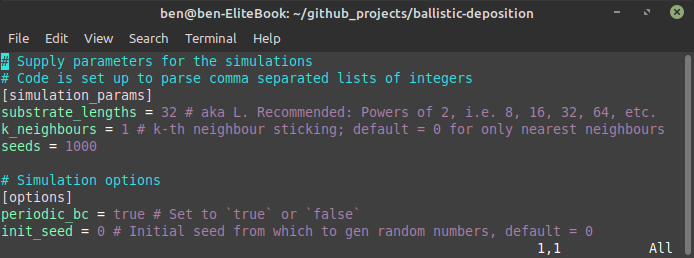 ben@ben-EliteBook: ~/github_projects/ballistic-deposition
File Edit View Search Terminal Help
# Supply parameters for the simulations
# Code is set up to parse comma separated lists of integers
[simulation_params]
substrate_lengths = 32 # aka L. Recommended: Powers of 2, i.e. 8, 16, 32, 64, etc.
k_neighbours = 1 # k-th neighbour sticking; default = 0 for only nearest neighbours
seeds = 1000
# Simulation options
[options]
periodic_bc = true # Set to `true` or `false`
init_seed = 0 # Initial seed from which to gen random numbers, default = 0
1,1 All